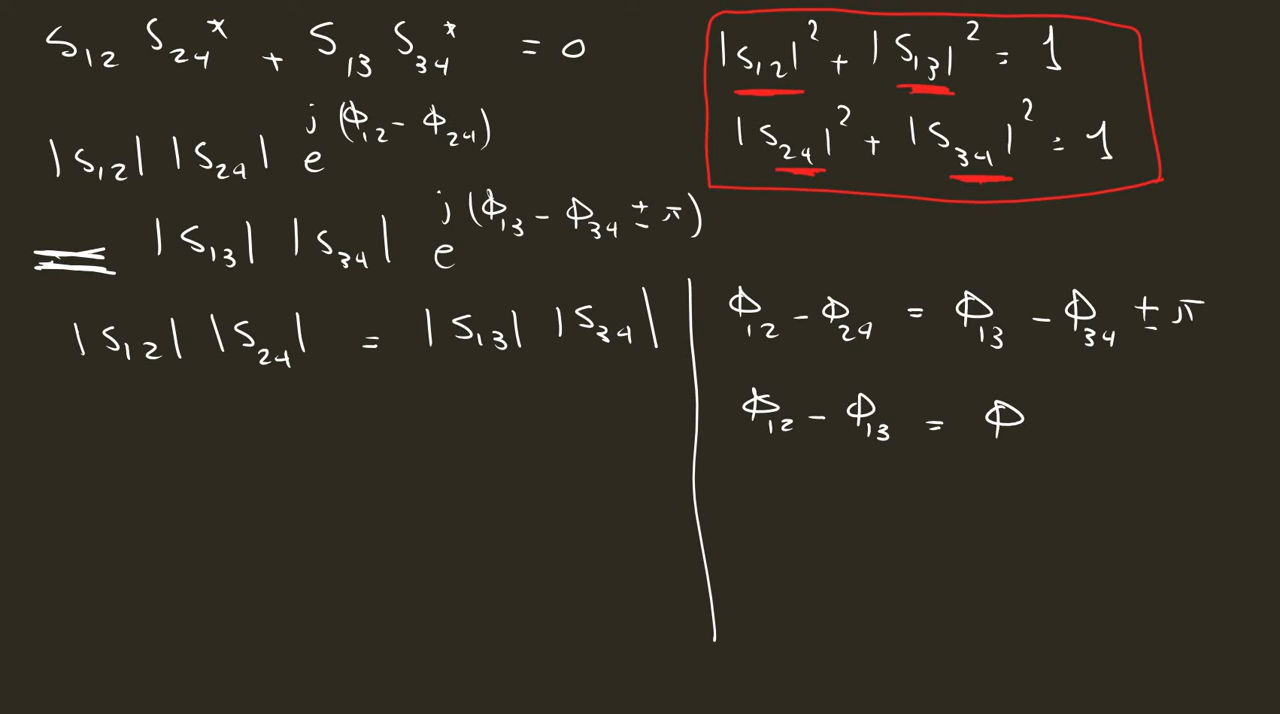 S₁₂ S₂₄* + S₁₃ S₃₄* = 0
|S₁₂| |S₂₄| e^{j(Φ₁₂ - Φ₂₄)}
= |S₁₃| |S₃₄| e^{j(Φ₁₃ - Φ₃₄ ± π)}
|S₁₂| |S₂₄| = |S₁₃| |S₃₄|
|S₁₂|² + |S₁₃|² = 1
|S₂₄|² + |S₃₄|² = 1
Φ₁₂ - Φ₂₄ = Φ₁₃ - Φ₃₄ ± π
Φ₁₂ - Φ₁₃ = Φ